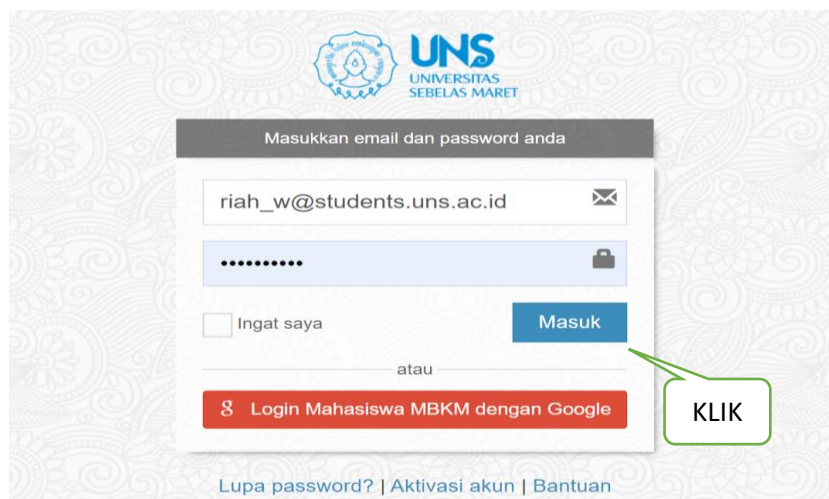 UNS
UNIVERSITAS
SEBELAS MARET
Masukkan email dan password anda
riah_w@students.uns.ac.id
••••••••••
Ingat saya
Masuk
atau
8 Login Mahasiswa MBKM dengan Google
KLIK
Lupa password? | Aktivasi akun | Bantuan